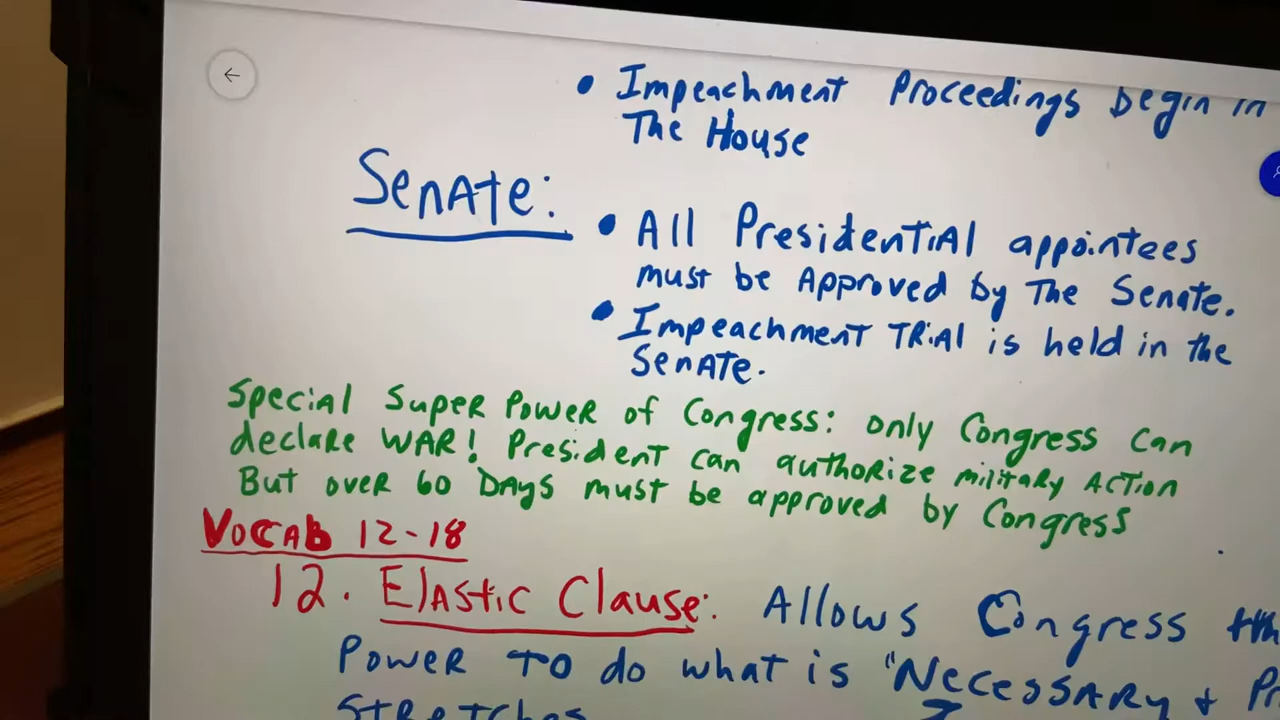 • Impeachment Proceedings begin in
The House
Senate:
• All Presidential appointees
must be Approved by The Senate.
• Impeachment Trial is held in the
Senate.
Special Super Power of Congress: only Congress can
declare WAR! President can authorize military Action
But over 60 Days must be approved by Congress
Vocab 12-18
12. Elastic Clause: Allows Congress
Power to do what is "Necessary +
stretches